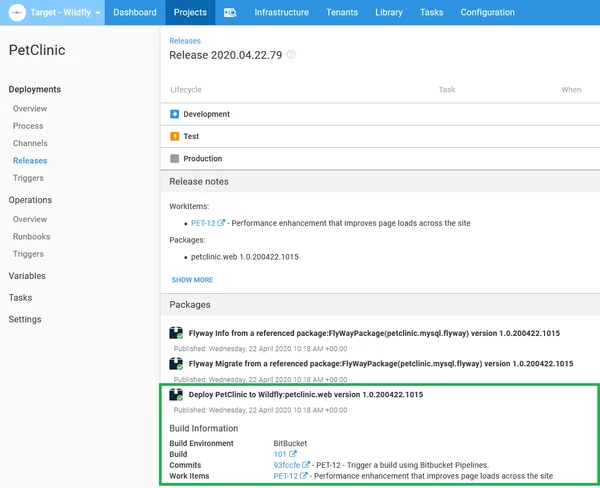 Target - Wildfly Dashboard Projects Infrastructure Tenants Library Tasks Configuration
PetClinic
Deployments
Overview
Process
Channels
Releases
Triggers
Operations
Overview
Runbooks
Triggers
Variables
Tasks
Settings
Releases
Release 2020.04.22.79 ?
Lifecycle Task When
Development
Test
Production
Release notes
WorkItems:
• PET-12 - Performance enhancement that improves page loads across the site
Packages:
• petclinic.web 1.0.200422.1015
SHOW MORE
Packages
Flyway Info from a referenced package:FlyWayPackage(petclinic.mysql.flyway) version 1.0.200422.1015
Published: Wednesday, 22 April 2020 10:18 AM +00:00
Flyway Migrate from a referenced package:FlyWayPackage(petclinic.mysql.flyway) version 1.0.200422.1015
Published: Wednesday, 22 April 2020 10:18 AM +00:00
Deploy PetClinic to Wildfly:petclinic.web version 1.0.200422.1015
Published: Wednesday, 22 April 2020 10:18 AM +00:00
Build Information
Build Environment BitBucket
Build 101
Commits 93fccfe - PET-12 - Trigger a build using Bitbucket Pipelines.
Work Items PET-12 - Performance enhancement that improves page loads across the site